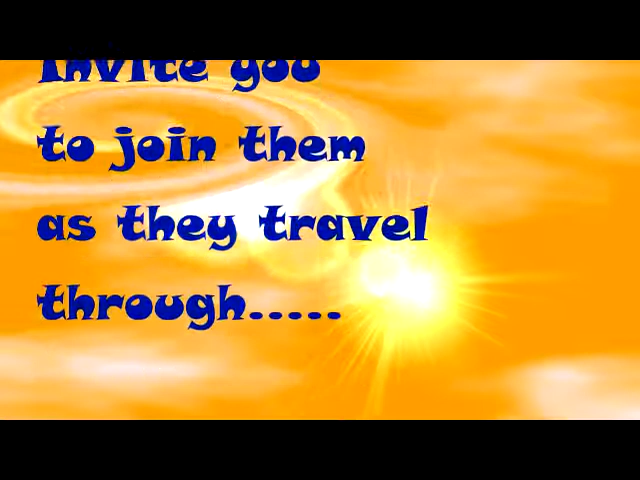 invite you
to join them
as they travel
through.....